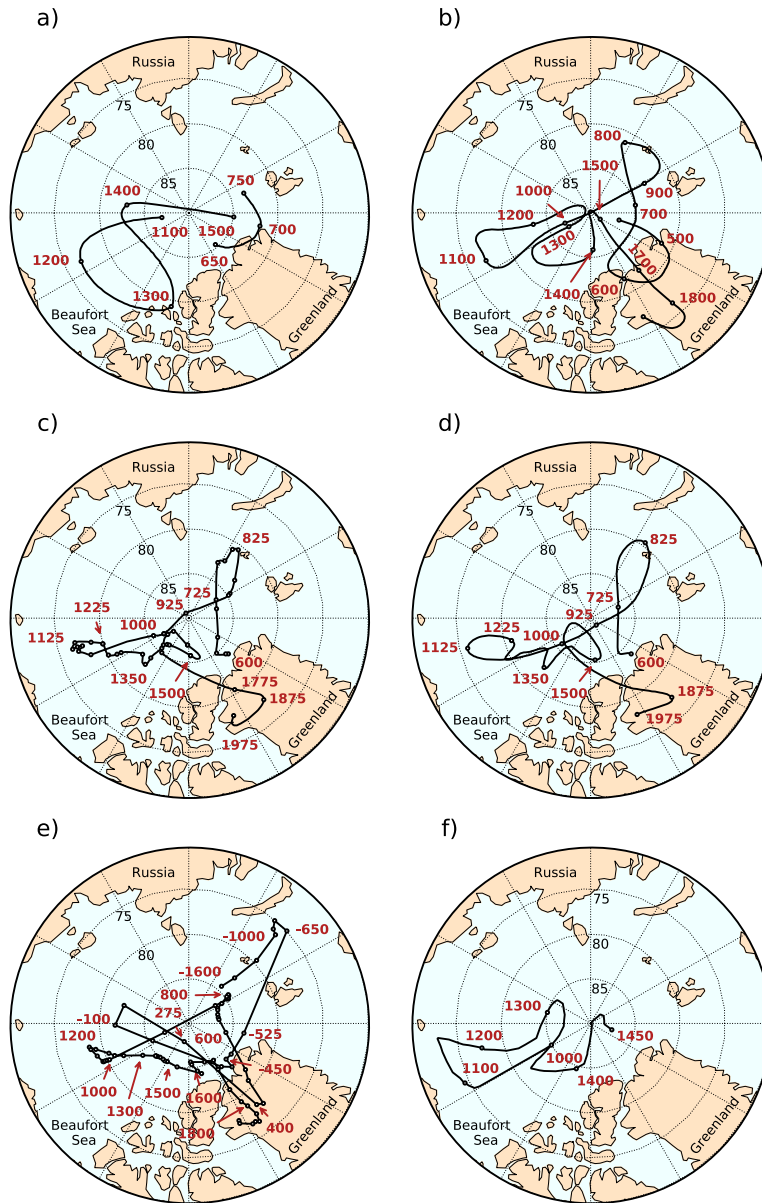 a)
Russia
75
80
85
1400
750
1100
1500
700
650
1200
1300
Beaufort
Sea
Greenland
b)
Russia
75
80
85
800
1500
900
1000
1200
700
1300
500
1100
1700
1400
600
1800
Beaufort
Sea
Greenland
c)
Russia
75
80
85
825
725
925
1225
1000
1125
600
1350
1500
1775
1875
1975
Beaufort
Sea
Greenland
d)
Russia
75
80
85
825
725
925
1225
1000
1125
600
1350
1500
1875
1975
Beaufort
Sea
Greenland
e)
Russia
75
80
85
-650
-1000
-1600
800
275
-100
600
-525
1200
-450
1000
1300
1500
1600
1800
400
Beaufort
Sea
Greenland
f)
Russia
75
80
85
1300
1450
1200
1000
1100
1400
Beaufort
Sea
Greenland